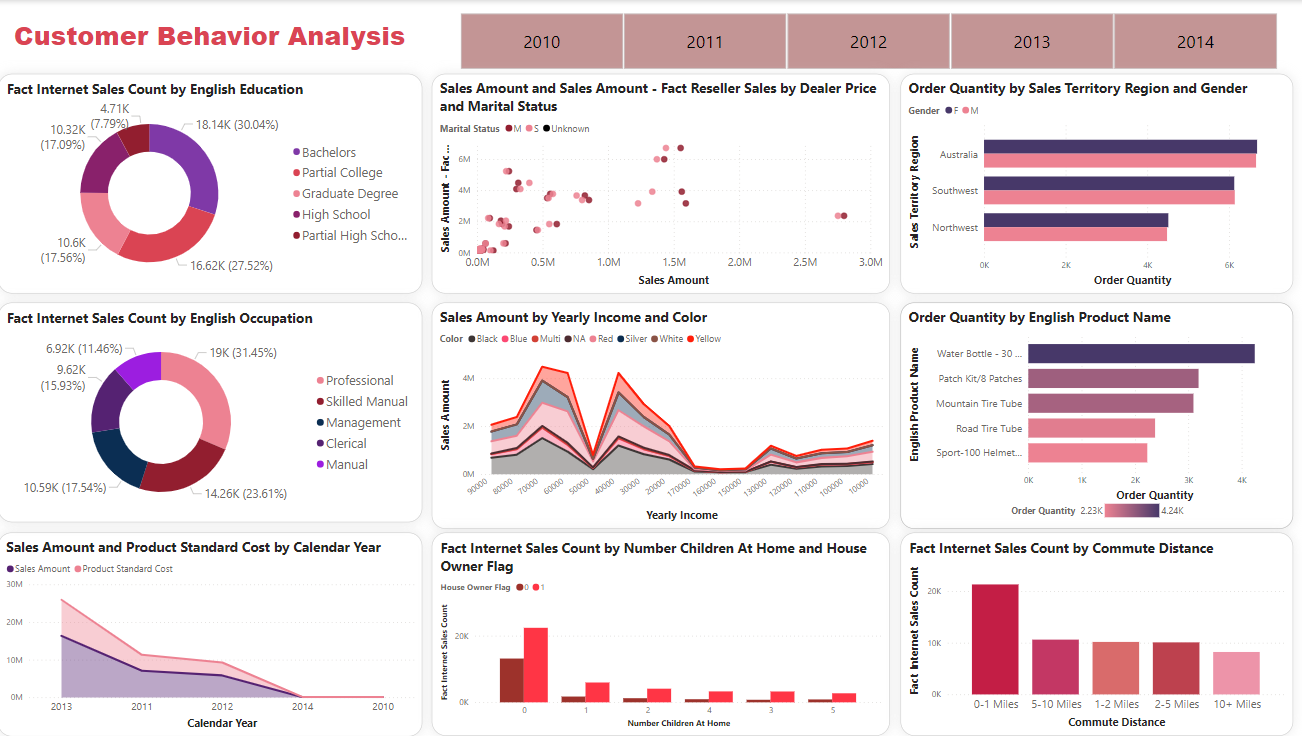 Customer Behavior Analysis
2010
2011
2012
2013
2014
Fact Internet Sales Count by English Education
4.71K
(7.79%)
10.32K
(17.09%)
18.14K (30.04%)
10.6K
(17.56%)
16.62K (27.52%)
Bachelors
Partial College
Graduate Degree
High School
Partial High Scho...
Sales Amount and Sales Amount - Fact Reseller Sales by Dealer Price
and Marital Status
Marital Status
M
S
Unknown
Sales Amount - Fac...
6M
4M
2M
0M
0.0M
0.5M
1.0M
1.5M
2.0M
2.5M
3.0M
Sales Amount
Order Quantity by Sales Territory Region and Gender
Gender
F
M
Sales Territory Region
Australia
Southwest
Northwest
0K
2K
4K
6K
Order Quantity
Fact Internet Sales Count by English Occupation
6.92K (11.46%)
19K (31.45%)
9.62K
(15.93%)
10.59K (17.54%)
14.26K (23.61%)
Professional
Skilled Manual
Management
Clerical
Manual
Sales Amount by Yearly Income and Color
Color
Black
Blue
Multi
NA
Red
Silver
White
Yellow
Sales Amount
4M
2M
0M
90000
80000
70000
60000
50000
40000
30000
20000
170000
160000
150000
130000
120000
110000
100000
10000
Yearly Income
Order Quantity by English Product Name
English Product Name
Water Bottle - 30 ...
Patch Kit/8 Patches
Mountain Tire Tube
Road Tire Tube
Sport-100 Helmet...
0K
1K
2K
3K
4K
Order Quantity
Order Quantity
2.23K
4.24K
Sales Amount and Product Standard Cost by Calendar Year
Sales Amount
Product Standard Cost
30M
20M
10M
0M
2013
2011
2012
2014
2010
Calendar Year
Fact Internet Sales Count by Number Children At Home and House
Owner Flag
House Owner Flag
0
1
Fact Internet Sales Count
20K
0K
0
1
2
4
3
5
Number Children At Home
Fact Internet Sales Count by Commute Distance
Fact Internet Sales Count
20K
10K
0K
0-1 Miles
5-10 Miles
1-2 Miles
2-5 Miles
10+ Miles
Commute Distance